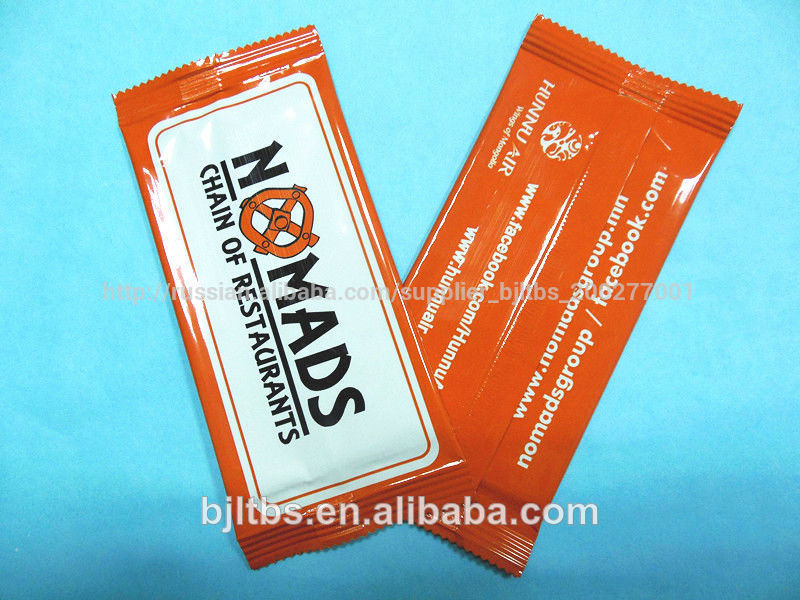 NOMADS
CHAIN OF RESTAURANTS
HUNNU AIR
Wings of Mongolia
www.facebook.com/Hunnu/
www.hunnuair
www.nomadsgroup.mn
nomadsgroup / facebook.com
http://russian.alibaba.com/supplier_bjltbs_200277001
bjltbs.en.alibaba.com